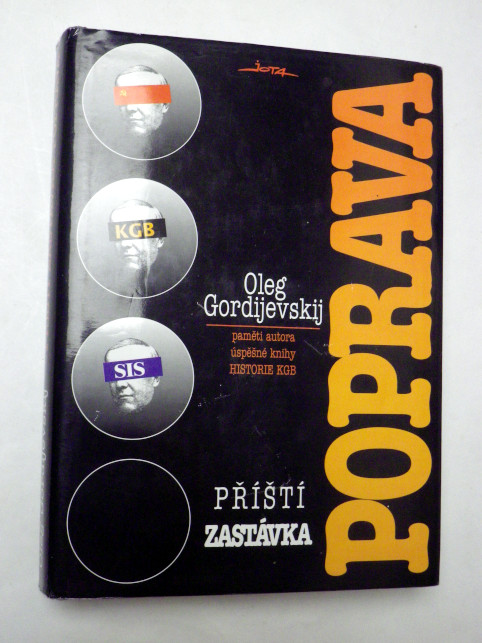 JOTA
KGB
SIS
Oleg
Gordijevskij
paměti autora
úspěšné knihy
HISTORIE KGB
PŘÍŠTÍ
ZASTÁVKA
POPRAVA